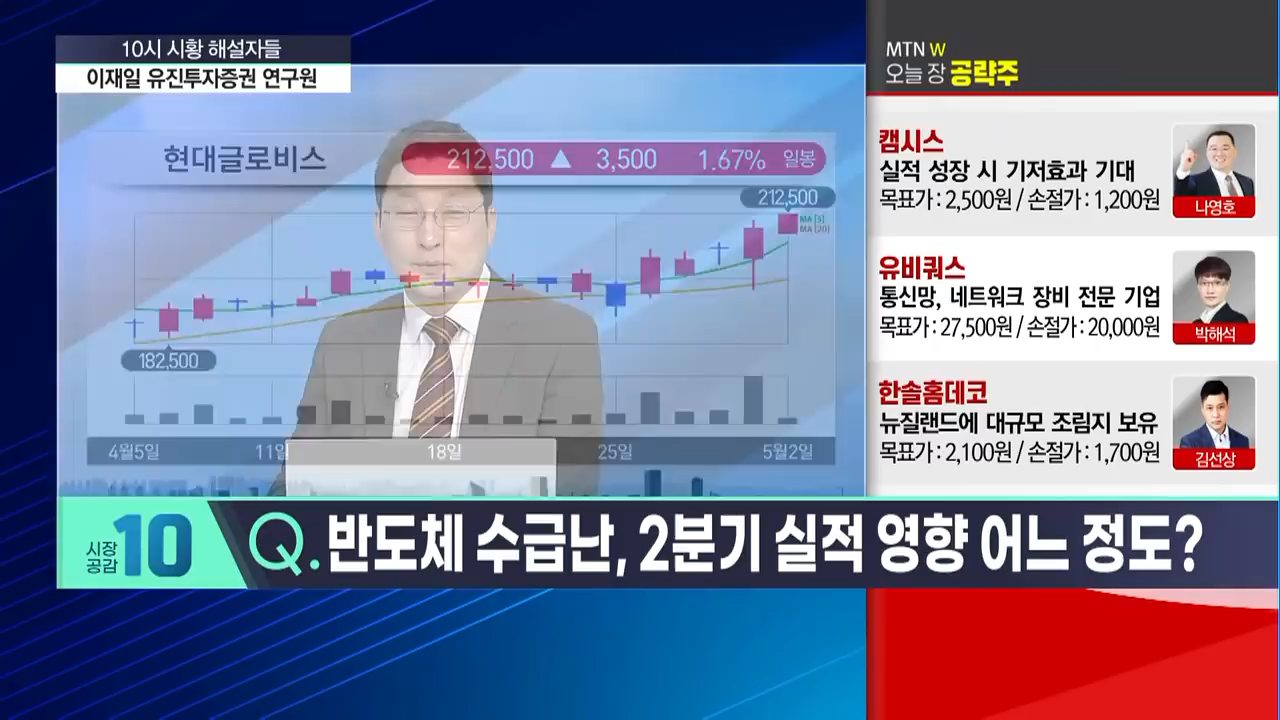 10시 시황 해설자들
이재일 유진투자증권 연구원
현대글로비스
212,500 ▲ 3,500 1.67% 일봉
212,500
MA [5]
MA [20]
182,500
4월5일 11일 18일 25일 5월2일
시장
공감
10
Q. 반도체 수급난, 2분기 실적 영향 어느 정도?
MTN W
오늘 장 공략주
캠시스
실적 성장 시 기저효과 기대
목표가 : 2,500원 / 손절가 : 1,200원
나영호
유비쿼스
통신망, 네트워크 장비 전문 기업
목표가 : 27,500원 / 손절가 : 20,000원
박해석
한솔홈데코
뉴질랜드에 대규모 조림지 보유
목표가 : 2,100원 / 손절가 : 1,700원
김선상